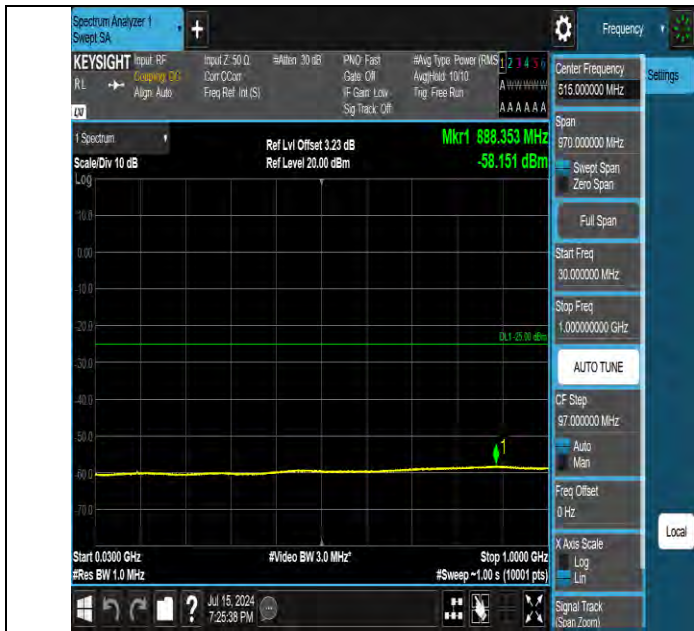 Spectrum Analyzer 1
Swept SA
+
Frequency
Settings
KEYSIGHT
RL
LXI
Input: RF
Coupling: DC
Align: Auto
Input Z: 50 Ω
Corr CCorr
Freq Ref: Int (S)
#Atten: 30 dB
PNO: Fast
Gate: Off
IF Gain: Low
Sig Track: Off
#Avg Type: Power (RMS
Avg|Hold: 10/10
Trig: Free Run
1 2 3 4 5 6
A W W W W W
A A A A A A
1 Spectrum
Scale/Div 10 dB
Log
Ref Lvl Offset 3.23 dB
Ref Level 20.00 dBm
Mkr1 888.353 MHz
-58.151 dBm
10.0
0.00
-10.0
-20.0
-30.0
-40.0
-50.0
-60.0
-70.0
DL1 -25.00 dBm
1
Start 0.0300 GHz
#Res BW 1.0 MHz
#Video BW 3.0 MHz*
Stop 1.0000 GHz
#Sweep ~1.00 s (10001 pts)
Center Frequency
515.000000 MHz
Span
970.000000 MHz
Swept Span
Zero Span
Full Span
Start Freq
30.000000 MHz
Stop Freq
1.000000000 GHz
AUTO TUNE
CF Step
97.000000 MHz
Auto
Man
Freq Offset
0 Hz
X Axis Scale
Log
Lin
Signal Track
(Span Zoom)
Local
?
Jul 15, 2024
7:25:38 PM